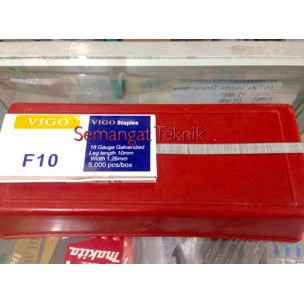 VIGO
F10
VIGO Staples
18 Gauge Galvanized
Leg length 10mm
Width 1.26mm
5.000 pcs/box
Semangat Teknik
makita